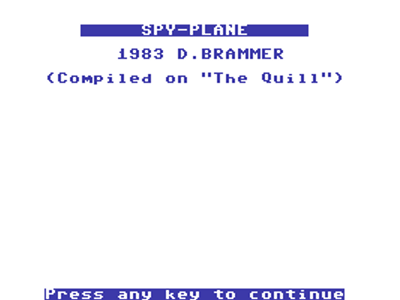 SPY-PLANE
1983 D.BRAMMER
(Compiled on "The Quill")
Press any key to continue